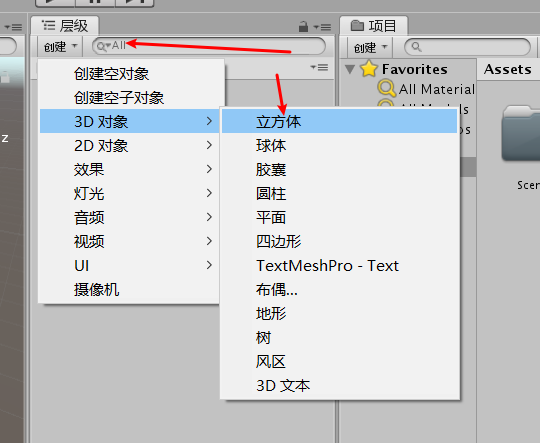 层级
项目
创建
All
创建
Favorites
Assets
All Material
z
Scen
创建空对象
创建空子对象
3D 对象
2D 对象
效果
灯光
音频
视频
UI
摄像机
立方体
球体
胶囊
圆柱
平面
四边形
TextMeshPro - Text
布偶...
地形
树
风区
3D 文本